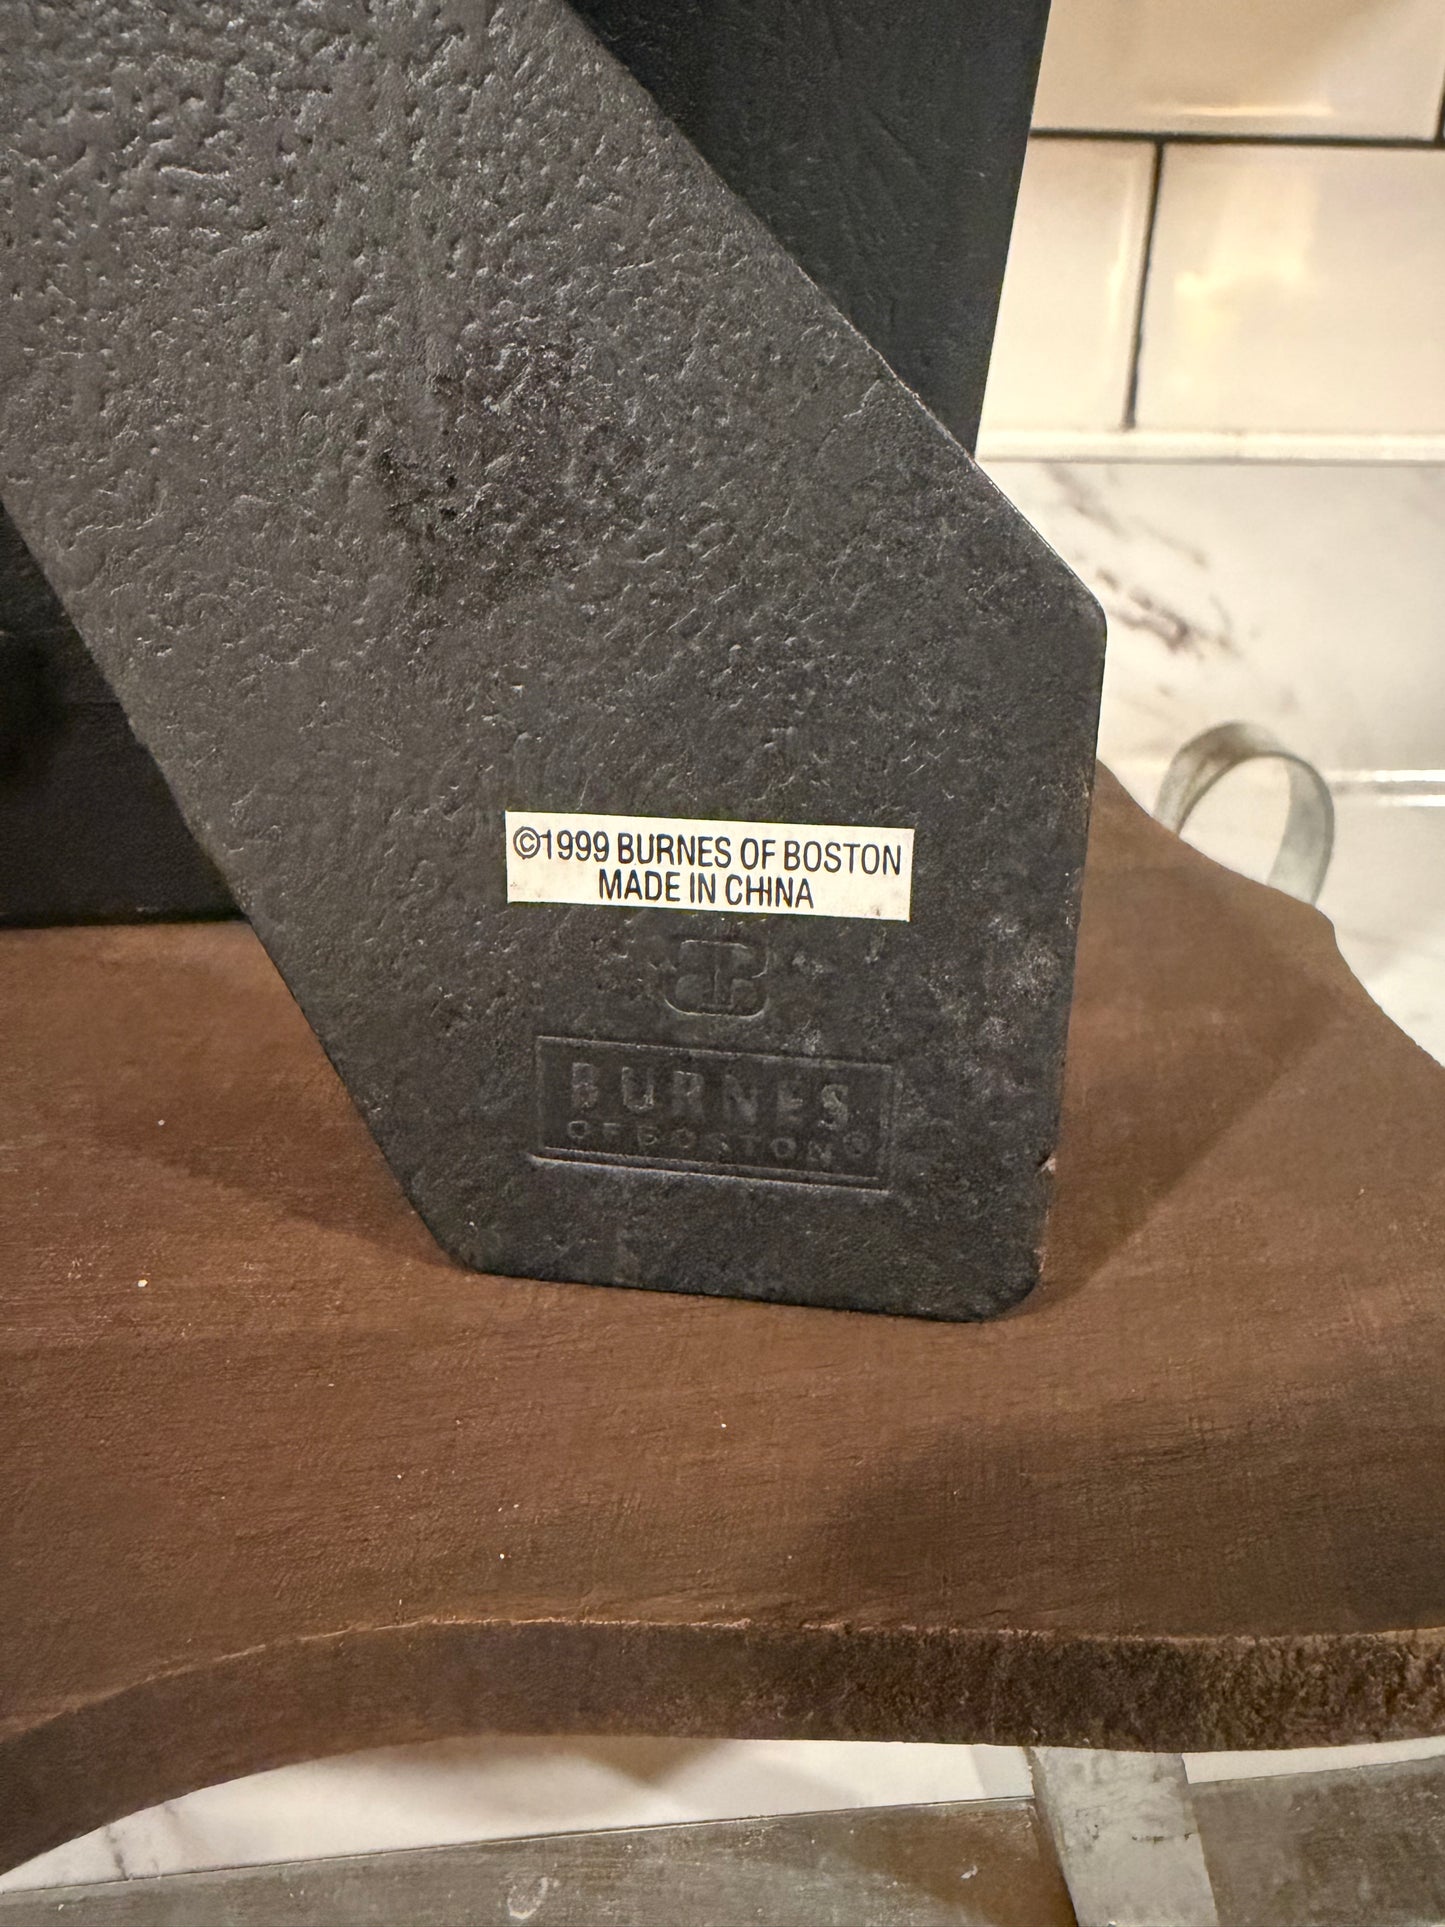 ©1999 BURNES OF BOSTON
MADE IN CHINA
BURNES
OF BOSTON®